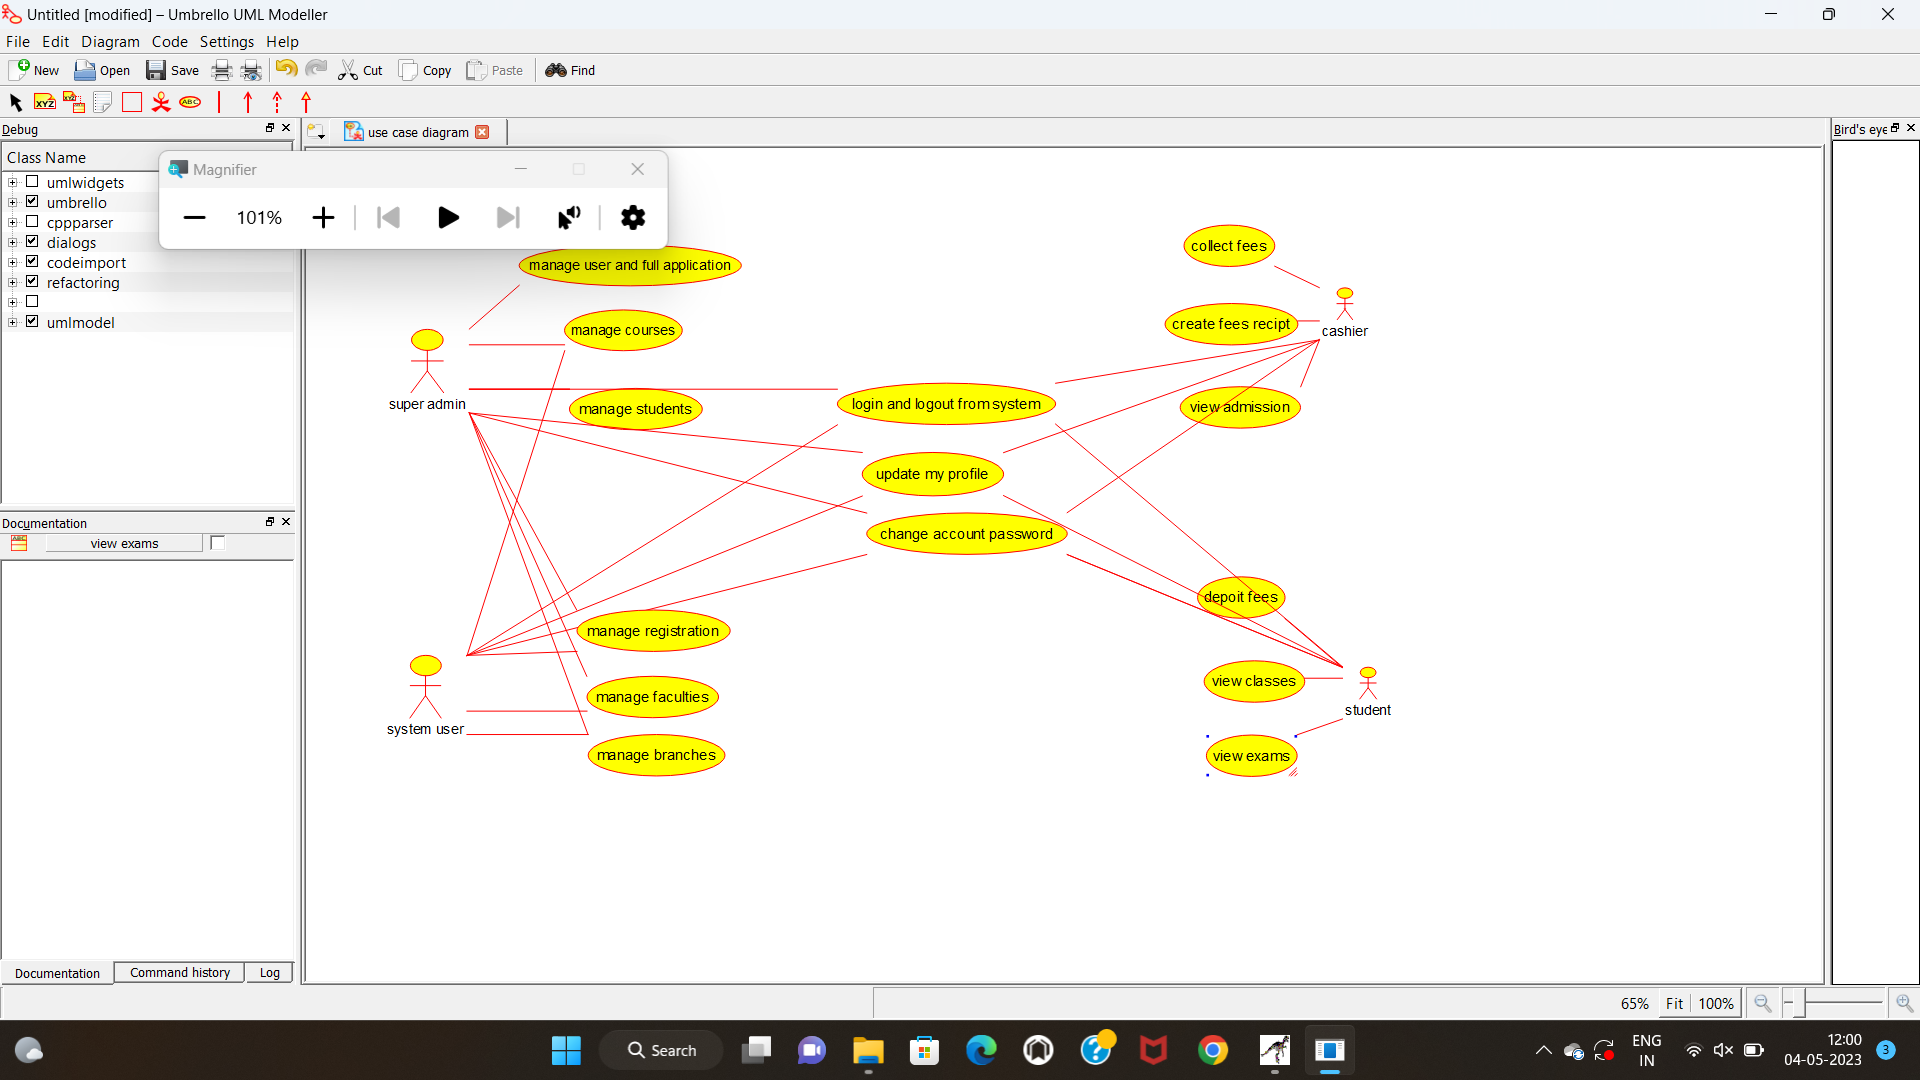 Untitled [modified] – Umbrello UML Modeller
File Edit Diagram Code Settings Help
New Open Save Cut Copy Paste Find
XYZ XYZ ABC
Debug
use case diagram
Bird's eye
Class Name
umlwidgets
umbrello
cppparser
dialogs
codeimport
refactoring
umlmodel
Magnifier
101%
manage user and full application
manage courses
super admin
manage students
login and logout from system
update my profile
change account password
collect fees
create fees recipt
cashier
view admission
manage registration
manage faculties
system user
manage branches
depoit fees
view classes
student
view exams
Documentation
ABC
view exams
Documentation Command history Log
65% Fit 100%
Search
ENG
IN
12:00
04-05-2023
3